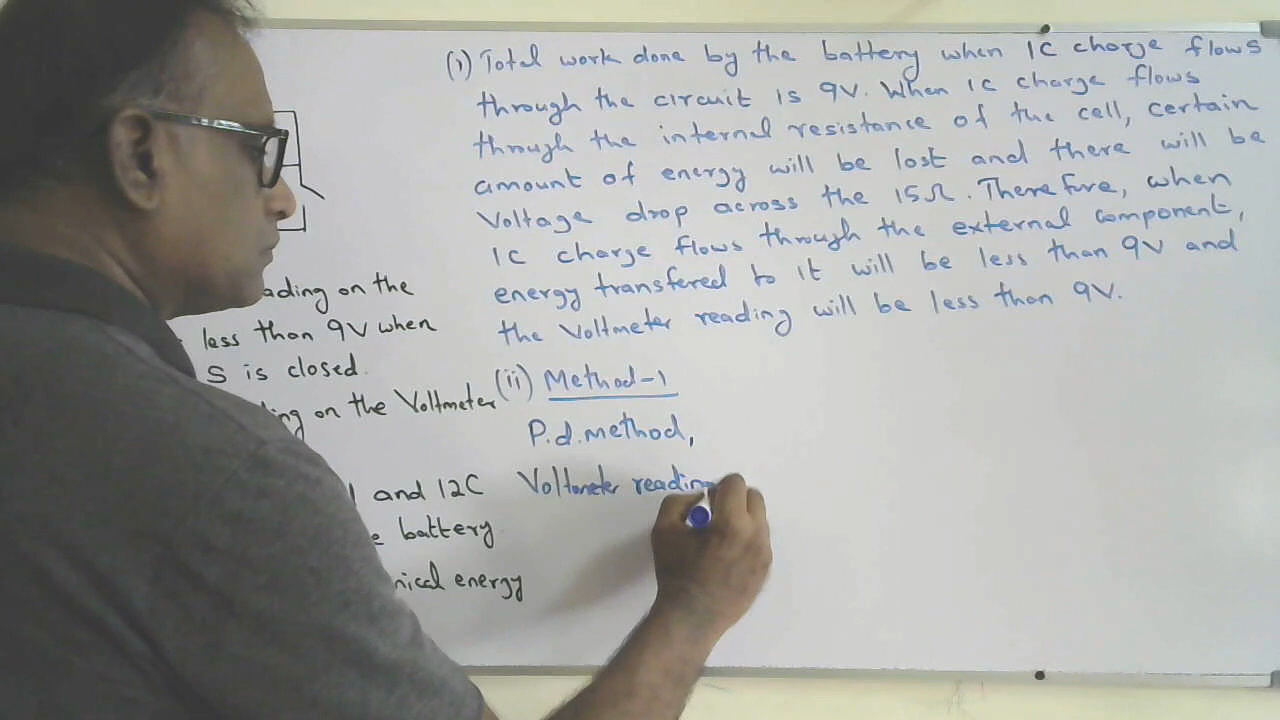 (i) Total work done by the battery when 1C charge flows
through the circuit is 9V. When 1C charge flows
through the internal resistance of the cell, certain
amount of energy will be lost and there will be
Voltage drop across the 15Ω. Therefore, when
1C charge flows through the external component,
energy transfered to it will be less than 9V and
the Voltmeter reading will be less than 9V.
(ii) Method-1
P.d. method,
Voltmeter reading
ading on the
less than 9V when
S is closed.
ing on the Voltmeter
and 12C
battery
nical energy